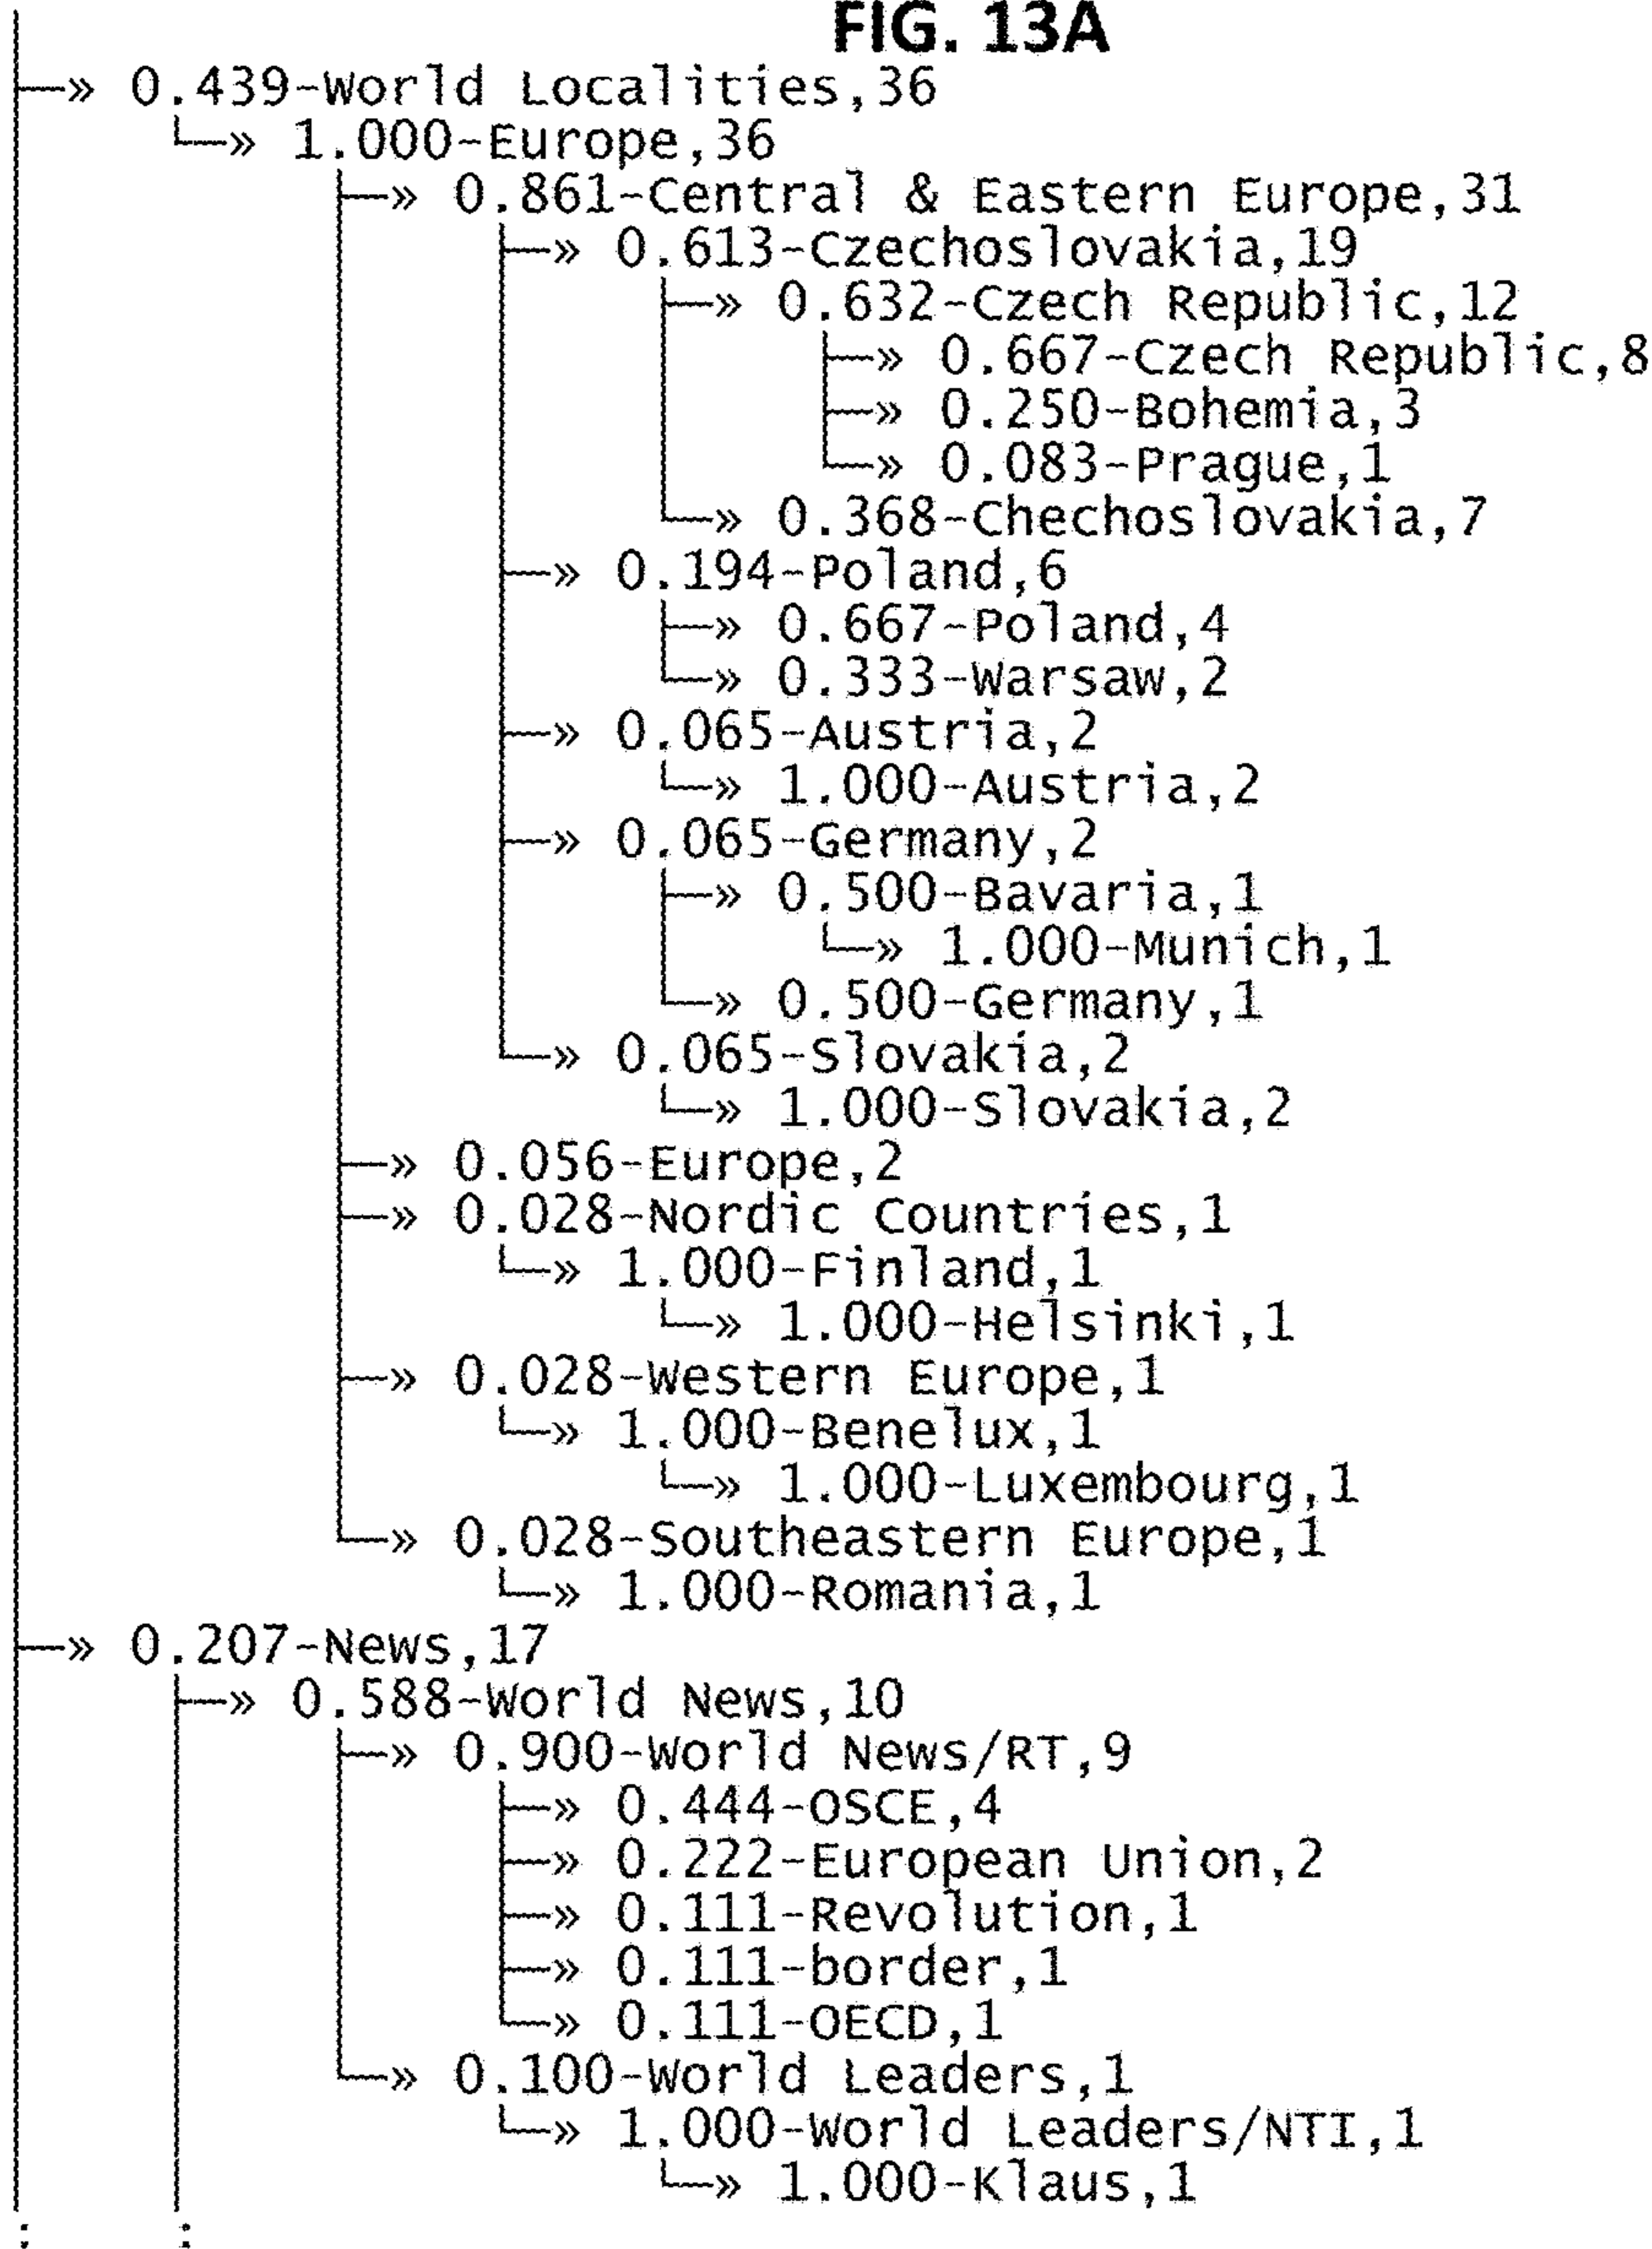 FIG. 13A
0.439-World Localities,36
1.000-Europe,36
0.861-Central & Eastern Europe,31
0.613-Czechoslovakia,19
0.632-Czech Republic,12
0.667-Czech Republic,8
0.250-Bohemia,3
0.083-Prague,1
0.368-Chechoslovakia,7
0.194-Poland,6
0.667-Poland,4
0.333-Warsaw,2
0.065-Austria,2
1.000-Austria,2
0.065-Germany,2
0.500-Bavaria,1
1.000-Munich,1
0.500-Germany,1
0.065-Slovakia,2
1.000-Slovakia,2
0.056-Europe,2
0.028-Nordic Countries,1
1.000-Finland,1
1.000-Helsinki,1
0.028-Western Europe,1
1.000-Benelux,1
1.000-Luxembourg,1
0.028-Southeastern Europe,1
1.000-Romania,1
0.207-News,17
0.588-World News,10
0.900-World News/RT,9
0.444-OSCE,4
0.222-European Union,2
0.111-Revolution,1
0.111-border,1
0.111-OECD,1
0.100-World Leaders,1
1.000-World Leaders/NTI,1
1.000-Klaus,1